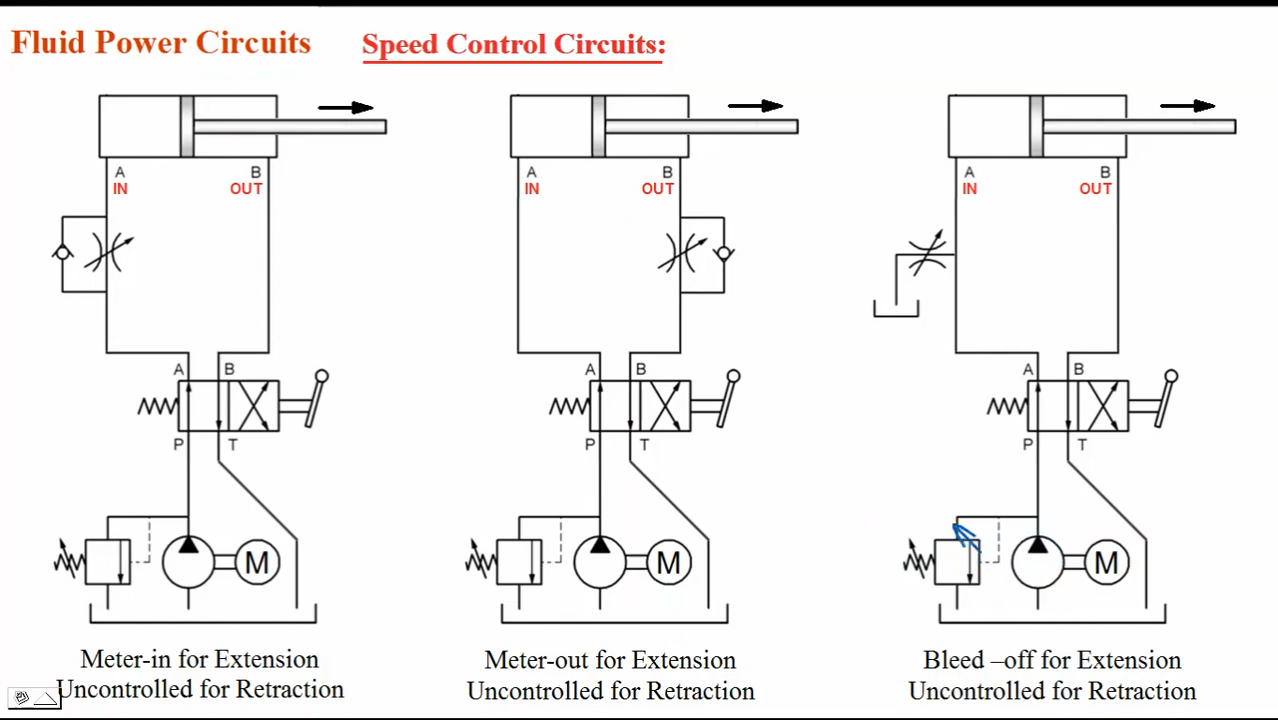 Fluid Power Circuits Speed Control Circuits:
A B A B A B
IN OUT IN OUT IN OUT
A B A B A B
P T P T P T
M M M
Meter-in for Extension
Uncontrolled for Retraction
Meter-out for Extension
Uncontrolled for Retraction
Bleed –off for Extension
Uncontrolled for Retraction